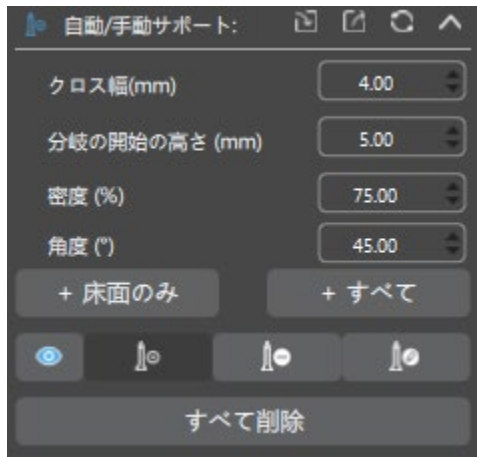 自動/手動サポート:
クロス幅(mm) 4.00
分岐の開始の高さ (mm) 5.00
密度 (%) 75.00
角度 (°) 45.00
+ 床面のみ + すべて
すべて削除